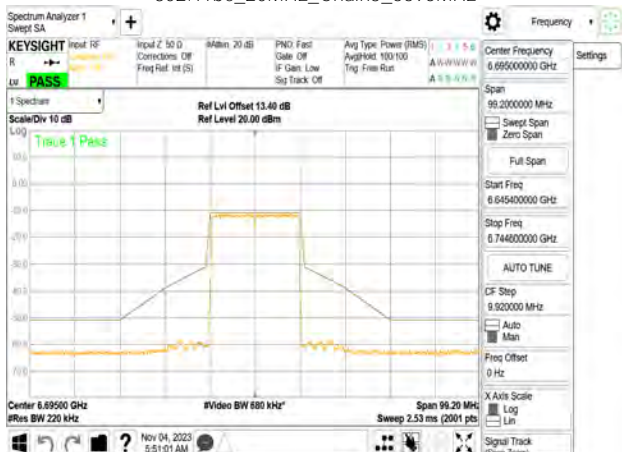 Spectrum Analyzer 1
Swept SA
Frequency
KEYSIGHT
Input: RF
Input Z: 50 Ω
Corrections: Off
Freq Ref: Int (S)
#Atten: 20 dB
PNO: Fast
Gate: Off
IF Gain: Low
Sig Track: Off
Avg Type: Power (RMS)
Avg|Hold: 100/100
Trig: Free Run
R
LU PASS
1 Spectrum
Scale/Div 10 dB
Ref Lvl Offset 13.40 dB
Ref Level 20.00 dBm
Log
Trace 1 Pass
Center 6.69500 GHz
#Res BW 220 kHz
#Video BW 680 kHz*
Span 99.20 MHz
Sweep 2.53 ms (2001 pts)
Nov 04, 2023
5:51:01 AM
Center Frequency
6.695000000 GHz
Settings
Span
99.2000000 MHz
Swept Span
Zero Span
Full Span
Start Freq
6.645400000 GHz
Stop Freq
6.744600000 GHz
AUTO TUNE
CF Step
9.920000 MHz
Auto
Man
Freq Offset
0 Hz
X Axis Scale
Log
Lin
Signal Track